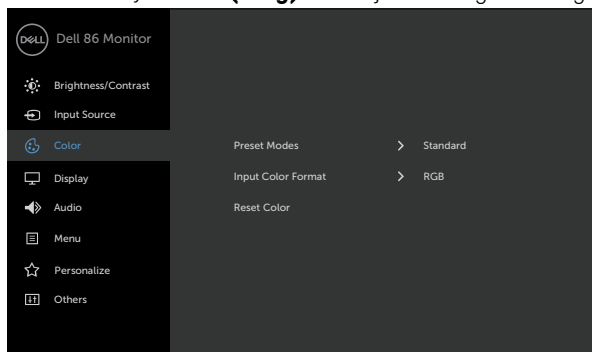 DELL Dell 86 Monitor
Brightness/Contrast
Input Source
Color
Preset Modes > Standard
Display
Input Color Format > RGB
Audio
Reset Color
Menu
Personalize
Others